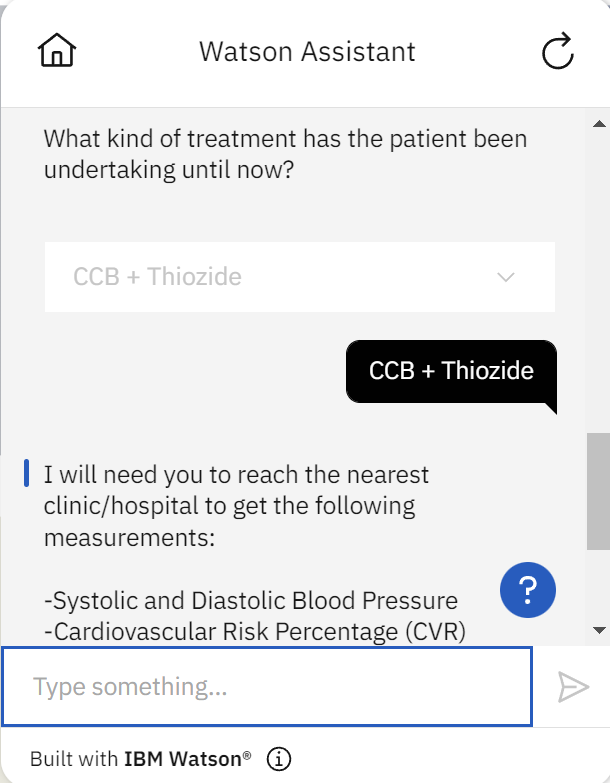 Watson Assistant
What kind of treatment has the patient been
undertaking until now?
CCB + Thiozide
CCB + Thiozide
I will need you to reach the nearest
clinic/hospital to get the following
measurements:
-Systolic and Diastolic Blood Pressure
-Cardiovascular Risk Percentage (CVR)
?
Type something...
Built with IBM Watson®